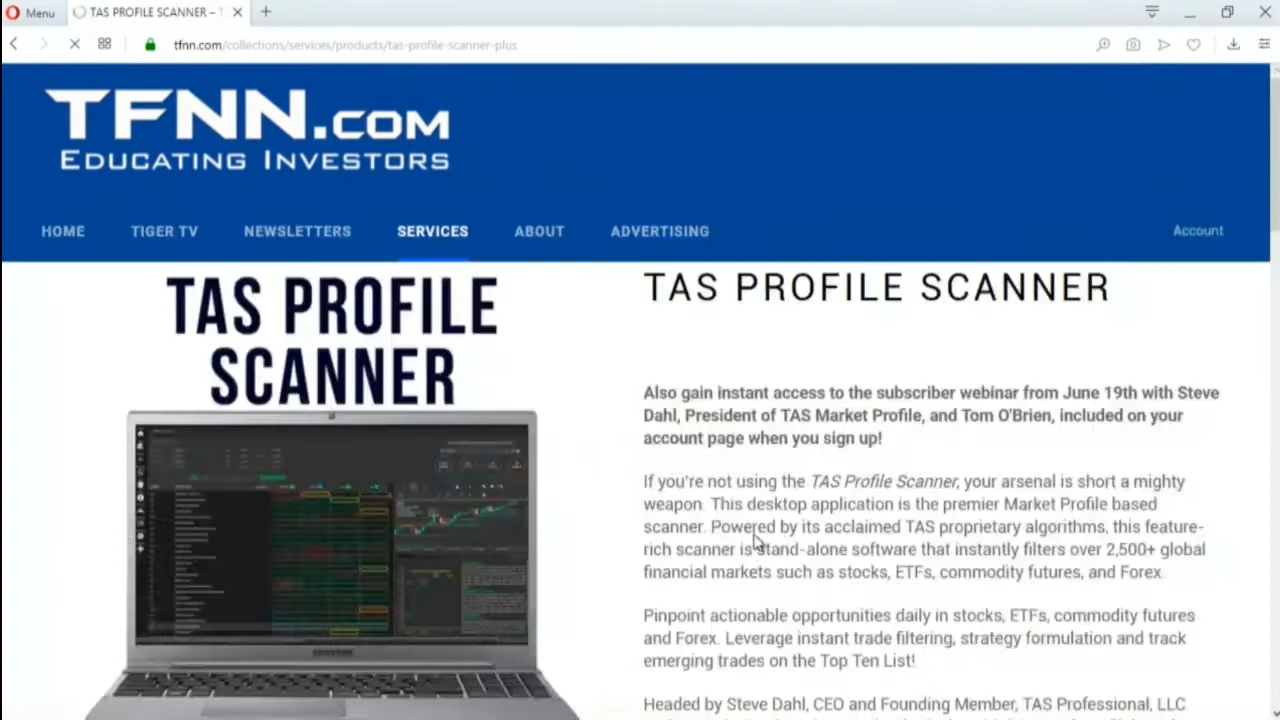 Menu
TAS PROFILE SCANNER –
tfnn.com/collections/services/products/tas-profile-scanner-plus
TFNN.COM
EDUCATING INVESTORS
HOME
TIGER TV
NEWSLETTERS
SERVICES
ABOUT
ADVERTISING
Account
TAS PROFILE
SCANNER
TAS PROFILE SCANNER
Also gain instant access to the subscriber webinar from June 19th with Steve
Dahl, President of TAS Market Profile, and Tom O'Brien, included on your
account page when you sign up!
If you're not using the TAS Profile Scanner, your arsenal is short a mighty
weapon. This desktop application is the premier Market Profile based
scanner. Powered by its acclaimed TAS proprietary algorithms, this feature-
rich scanner is stand-alone software that instantly filters over 2,500+ global
financial markets such as stocks, ETFs, commodity futures, and Forex.
Pinpoint actionable opportunities daily in stocks, ETFs, commodity futures
and Forex. Leverage instant trade filtering, strategy formulation and track
emerging trades on the Top Ten List!
Headed by Steve Dahl, CEO and Founding Member, TAS Professional, LLC